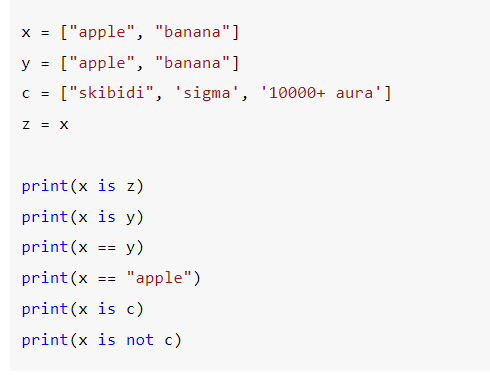 x = ["apple", "banana"]
y = ["apple", "banana"]
c = ["skibidi", 'sigma', '10000+ aura']
z = x
print(x is z)
print(x is y)
print(x == y)
print(x == "apple")
print(x is c)
print(x is not c)